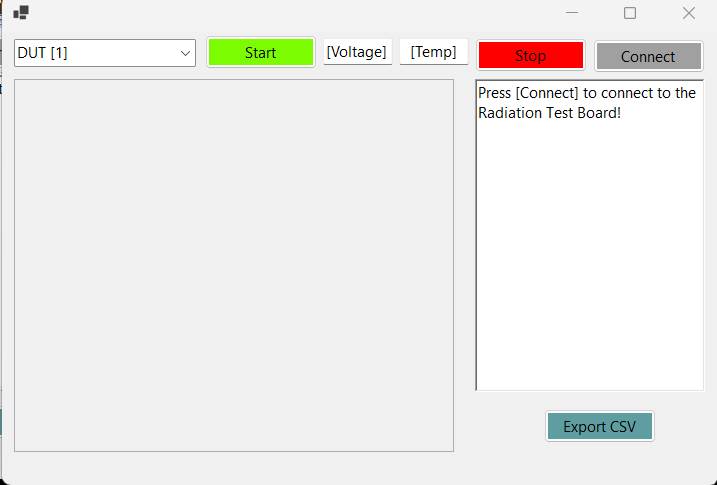 DUT [1]
Start
[Voltage]
[Temp]
Stop
Connect
Press [Connect] to connect to the
Radiation Test Board!
Export CSV